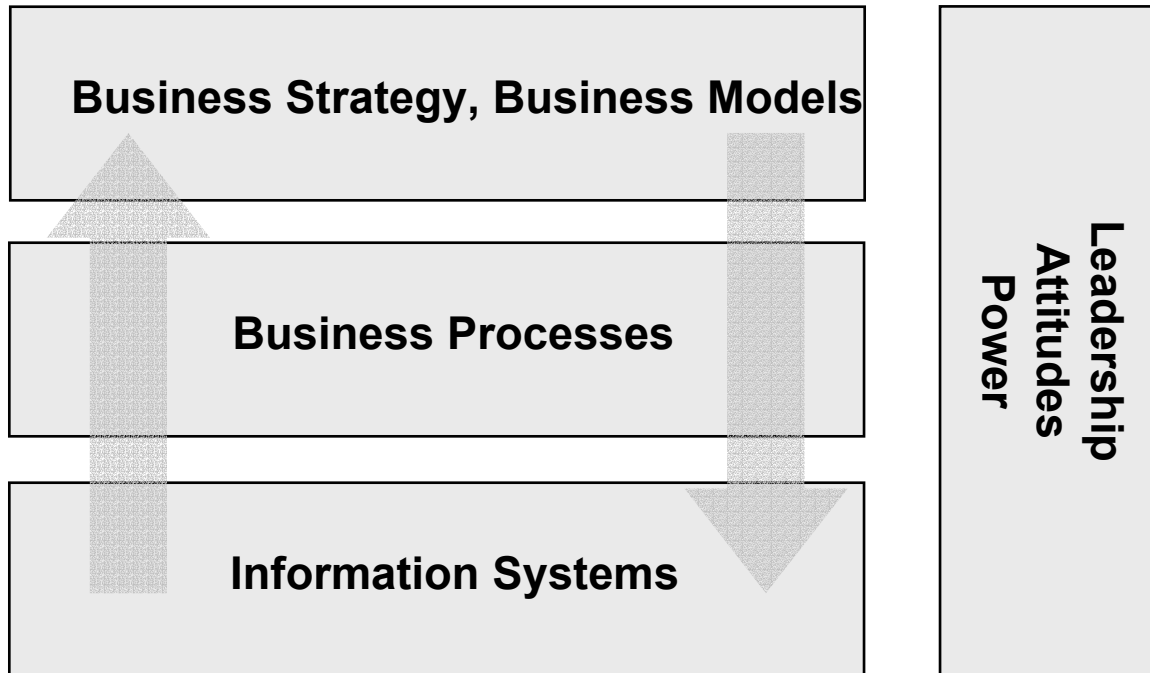 Business Strategy, Business Models
Business Processes
Information Systems
Leadership
Attitudes
Power